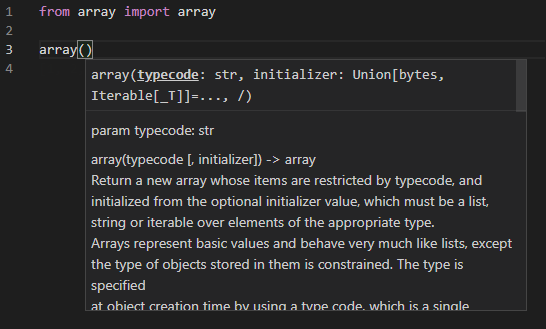 1 from array import array
2
3 array()
4
array(typecode: str, initializer: Union[bytes,
Iterable[_T]]=..., /)
param typecode: str
array(typecode [, initializer]) -> array
Return a new array whose items are restricted by typecode, and
initialized from the optional initializer value, which must be a list,
string or iterable over elements of the appropriate type.
Arrays represent basic values and behave very much like lists, except
the type of objects stored in them is constrained. The type is
specified
at object creation time by using a type code, which is a single